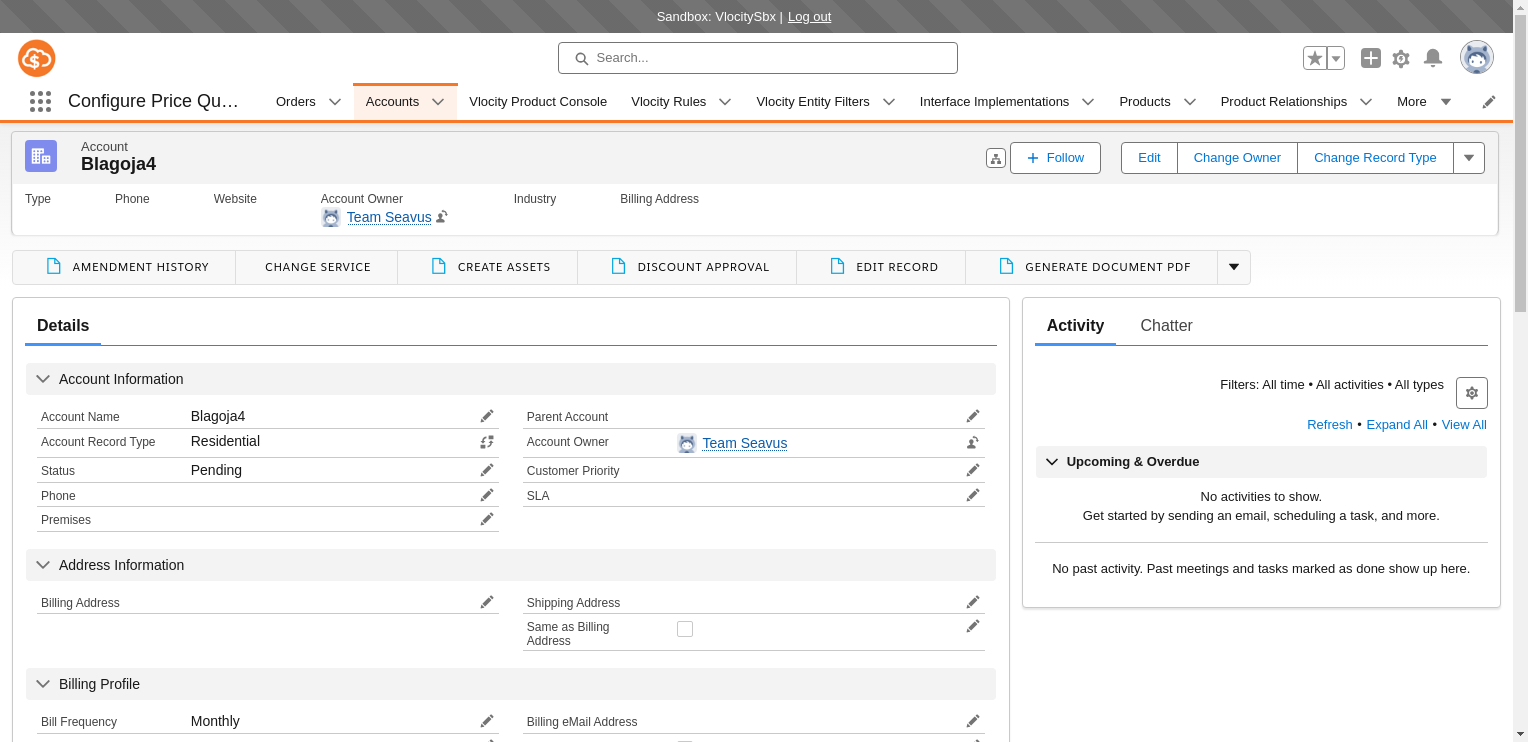 Sandbox: VlocitySbx | Log out
Search...
Configure Price Qu...
Orders Accounts Vlocity Product Console Vlocity Rules Vlocity Entity Filters Interface Implementations Products Product Relationships More
Account
Blagoja4
Follow Edit Change Owner Change Record Type
Type Phone Website Account Owner Industry Billing Address
Team Seavus
AMENDMENT HISTORY CHANGE SERVICE CREATE ASSETS DISCOUNT APPROVAL EDIT RECORD GENERATE DOCUMENT PDF
Details
Account Information
Account Name Blagoja4 Parent Account
Account Record Type Residential Account Owner Team Seavus
Status Pending Customer Priority
Phone SLA
Premises
Address Information
Billing Address Shipping Address
Same as Billing
Address
Billing Profile
Bill Frequency Monthly Billing eMail Address
Activity Chatter
Filters: All time • All activities • All types
Refresh • Expand All • View All
Upcoming & Overdue
No activities to show.
Get started by sending an email, scheduling a task, and more.
No past activity. Past meetings and tasks marked as done show up here.